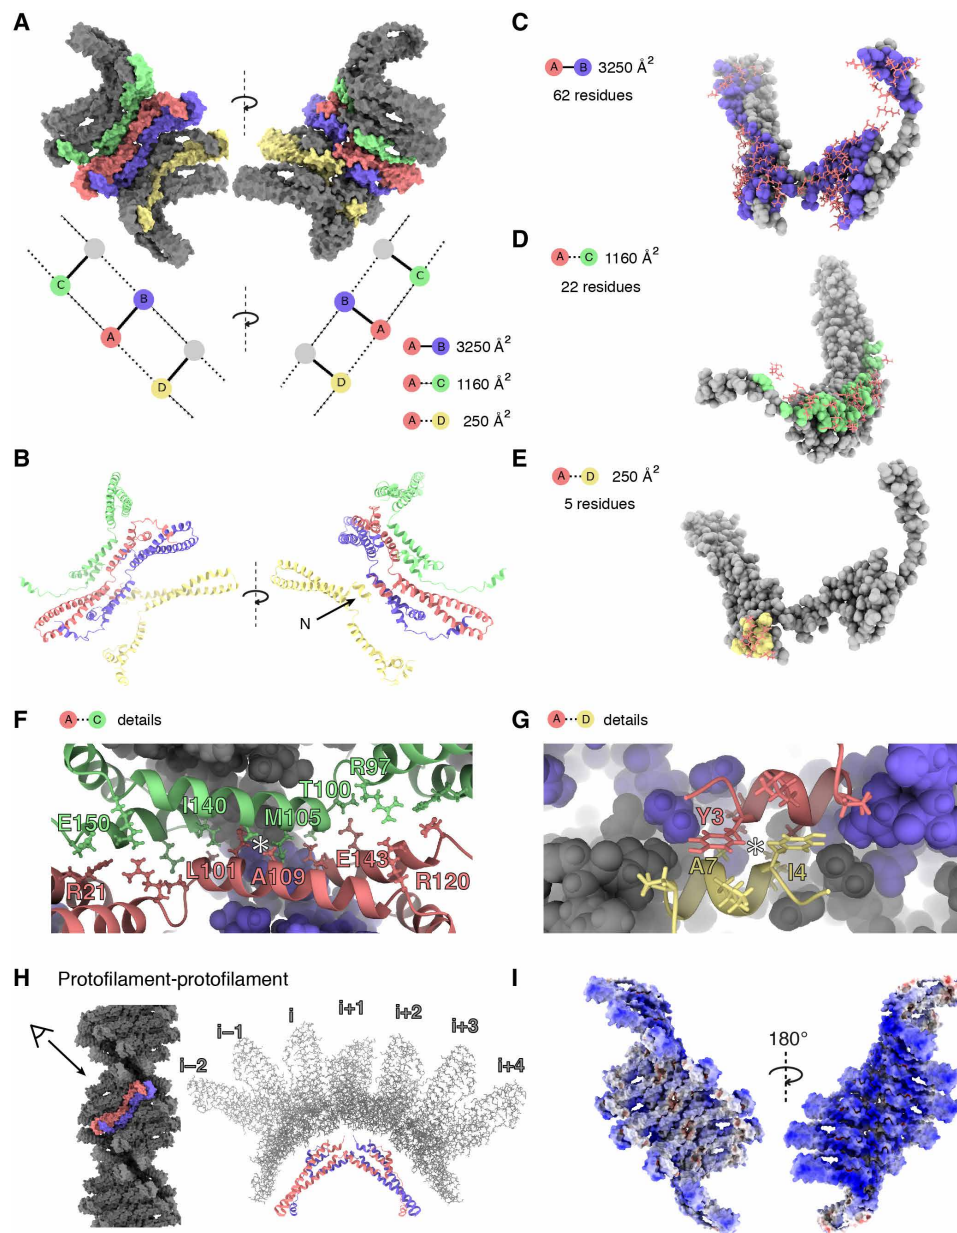 A
C
A B 3250 Å²
62 residues
D
A C 1160 Å²
22 residues
C
B
A
D
C
B
A
D
A B 3250 Å²
A C 1160 Å²
A D 250 Å²
B
N
E
A D 250 Å²
5 residues
F A C details
R97
T100
I140
M105
E150
*
L101
A109
E143
R21
R120
G A D details
Y3
*
A7
I4
H Protofilament-protofilament
i−2
i−1
i
i+1
i+2
i+3
i+4
I
180°